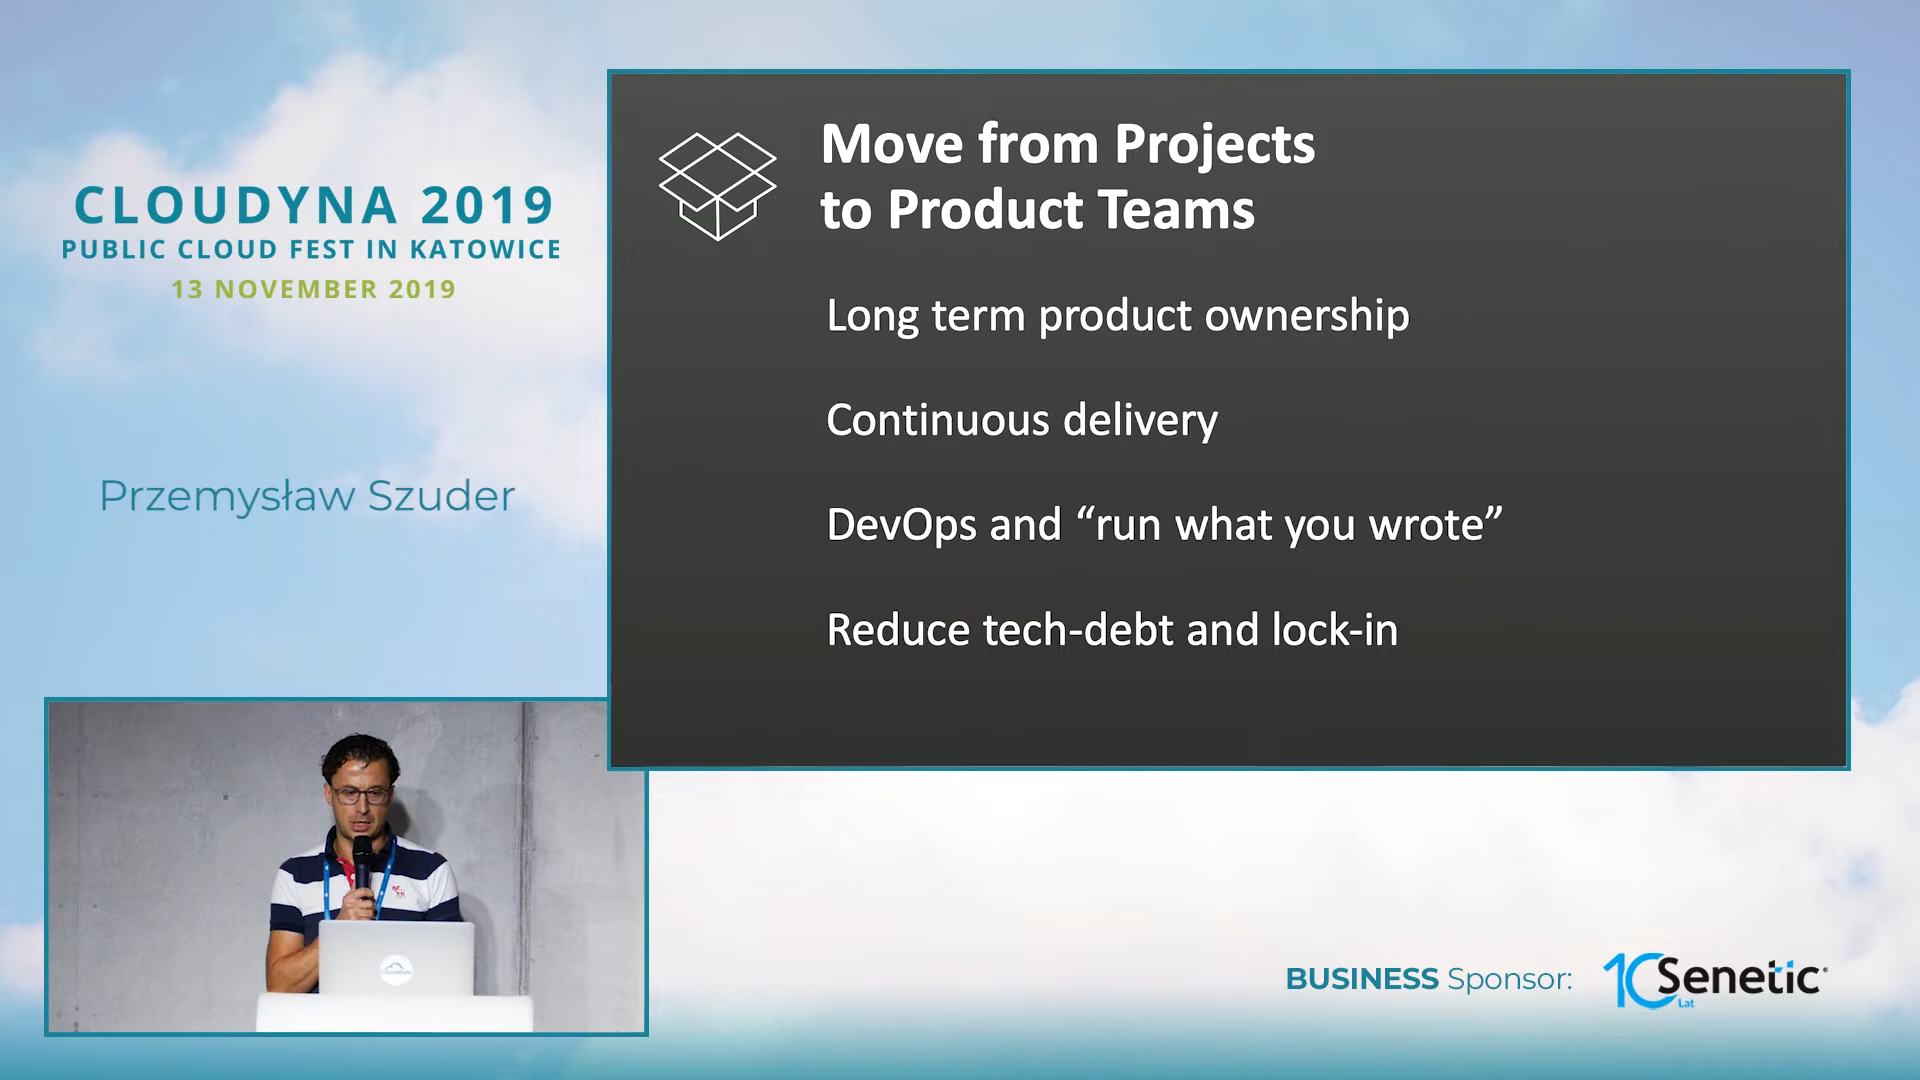 CLOUDYNA 2019
PUBLIC CLOUD FEST IN KATOWICE
13 NOVEMBER 2019
Przemysław Szuder
Move from Projects
to Product Teams
Long term product ownership
Continuous delivery
DevOps and “run what you wrote”
Reduce tech-debt and lock-in
BUSINESS Sponsor:
10 Lat Senetic